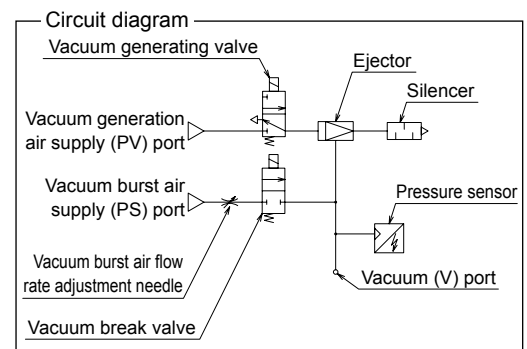 Circuit diagram
Vacuum generating valve
Ejector
Silencer
Vacuum generation
air supply (PV) port
Vacuum burst air
supply (PS) port
Pressure sensor
Vacuum burst air flow
rate adjustment needle
Vacuum (V) port
Vacuum break valve